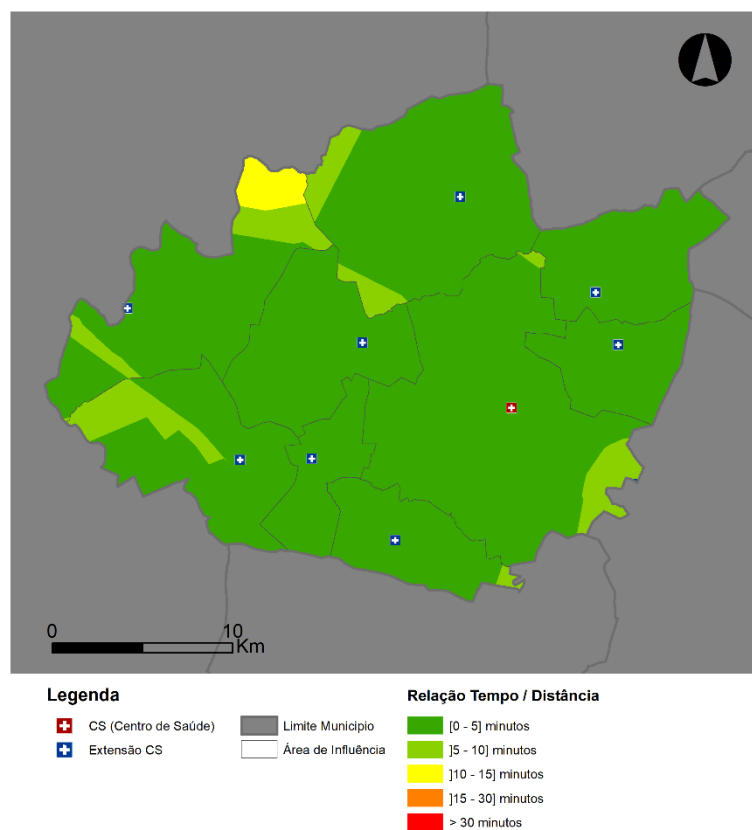 0 10
Km
Legenda
CS (Centro de Saúde)
Extensão CS
Limite Municipio
Área de Influência
Relação Tempo / Distância
[0 - 5] minutos
]5 - 10] minutos
]10 - 15] minutos
]15 - 30] minutos
> 30 minutos